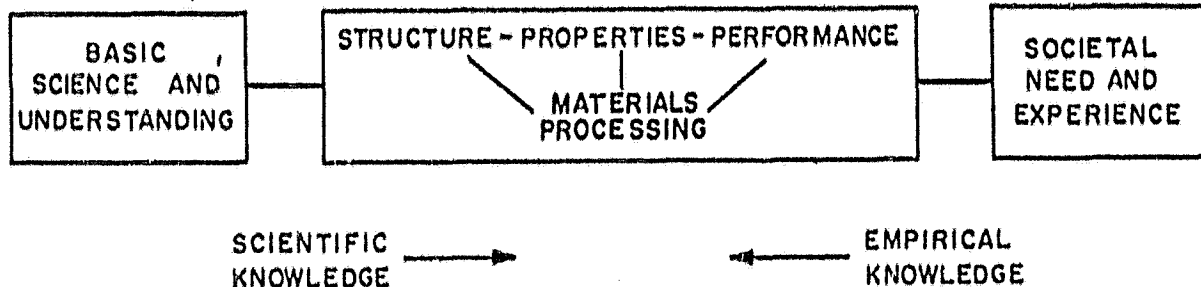 BASIC
SCIENCE AND
UNDERSTANDING
STRUCTURE - PROPERTIES - PERFORMANCE
MATERIALS
PROCESSING
SOCIETAL
NEED AND
EXPERIENCE
SCIENTIFIC
KNOWLEDGE
EMPIRICAL
KNOWLEDGE